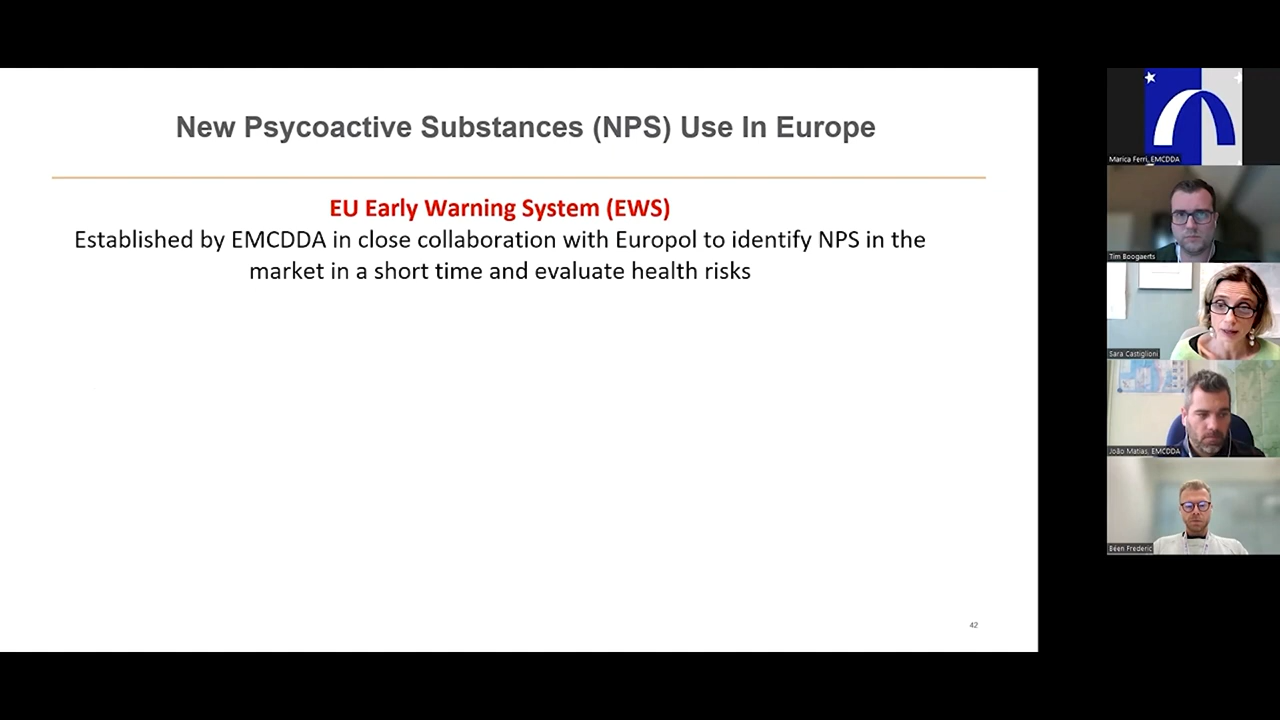 New Psycoactive Substances (NPS) Use In Europe
EU Early Warning System (EWS)
Established by EMCDDA in close collaboration with Europol to identify NPS in the
market in a short time and evaluate health risks
42
Marica Ferri, EMCDDA
Tim Boogaerts
Sara Castiglioni
João Matias, EMCDDA
Béen Frederic